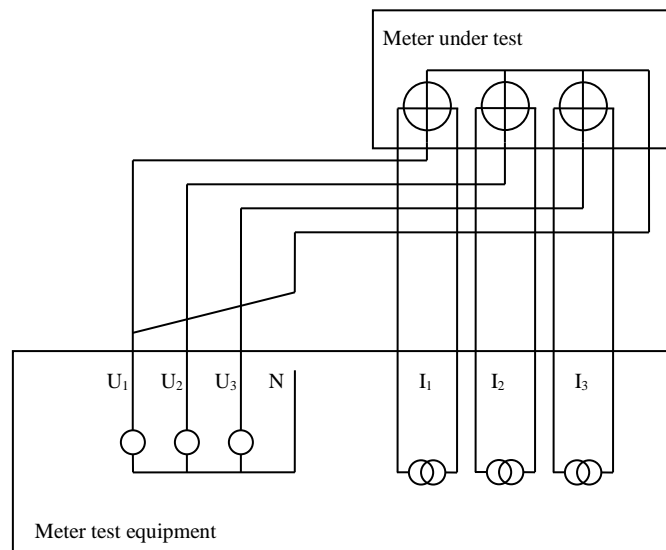 Meter under test
U₁ U₂ U₃ N I₁ I₂ I₃
Meter test equipment